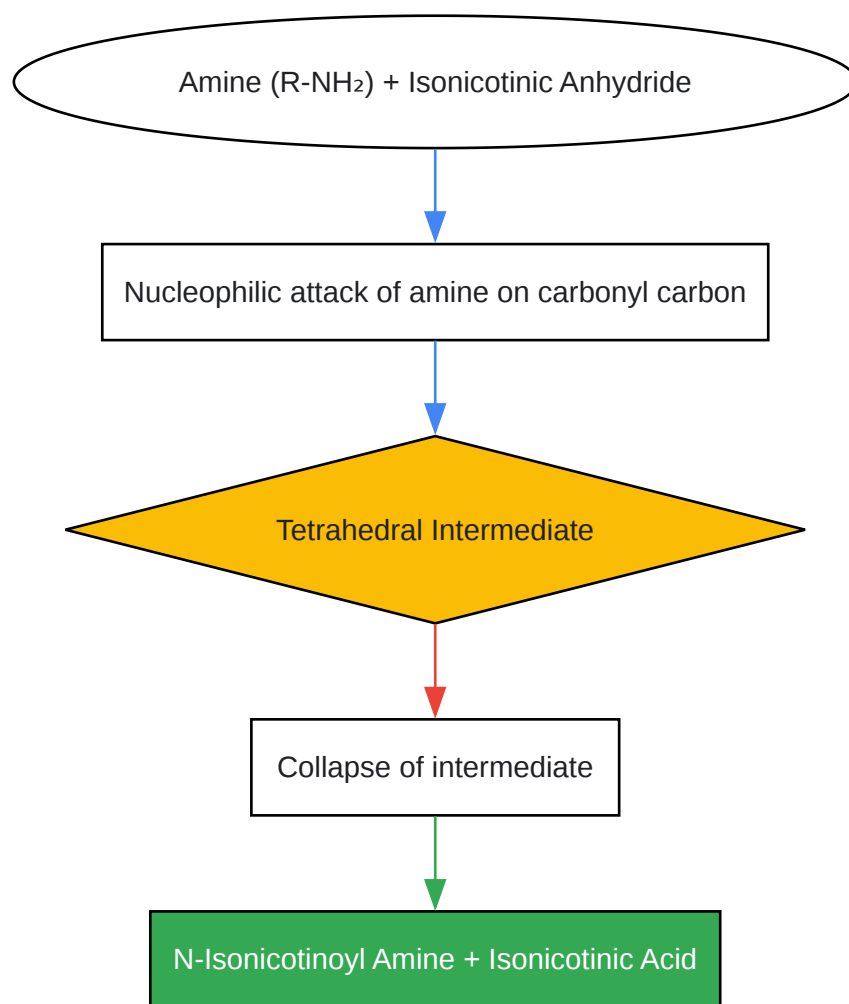 Amine (R-NH₂) + Isonicotinic Anhydride
Nucleophilic attack of amine on carbonyl carbon
Tetrahedral Intermediate
Collapse of intermediate
N-Isonicotinoyl Amine + Isonicotinic Acid